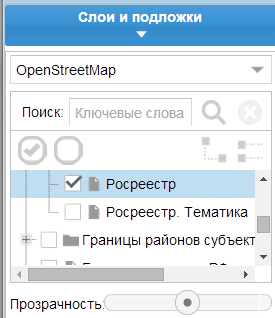 Слои и подложки
OpenStreetMap
Поиск: Ключевые слова
Росреестр
Росреестр. Тематика
Границы районов субъект
Прозрачность: